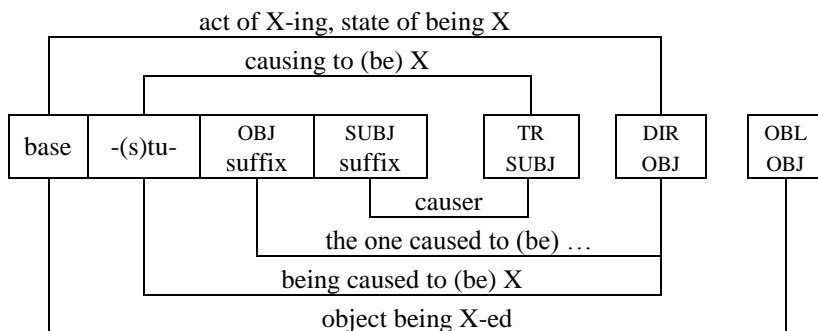 act of X-ing, state of being X
causing to (be) X
base -(s)tu- OBJ suffix SUBJ suffix TR SUBJ DIR OBJ OBL OBJ
causer
the one caused to (be) …
being caused to (be) X
object being X-ed